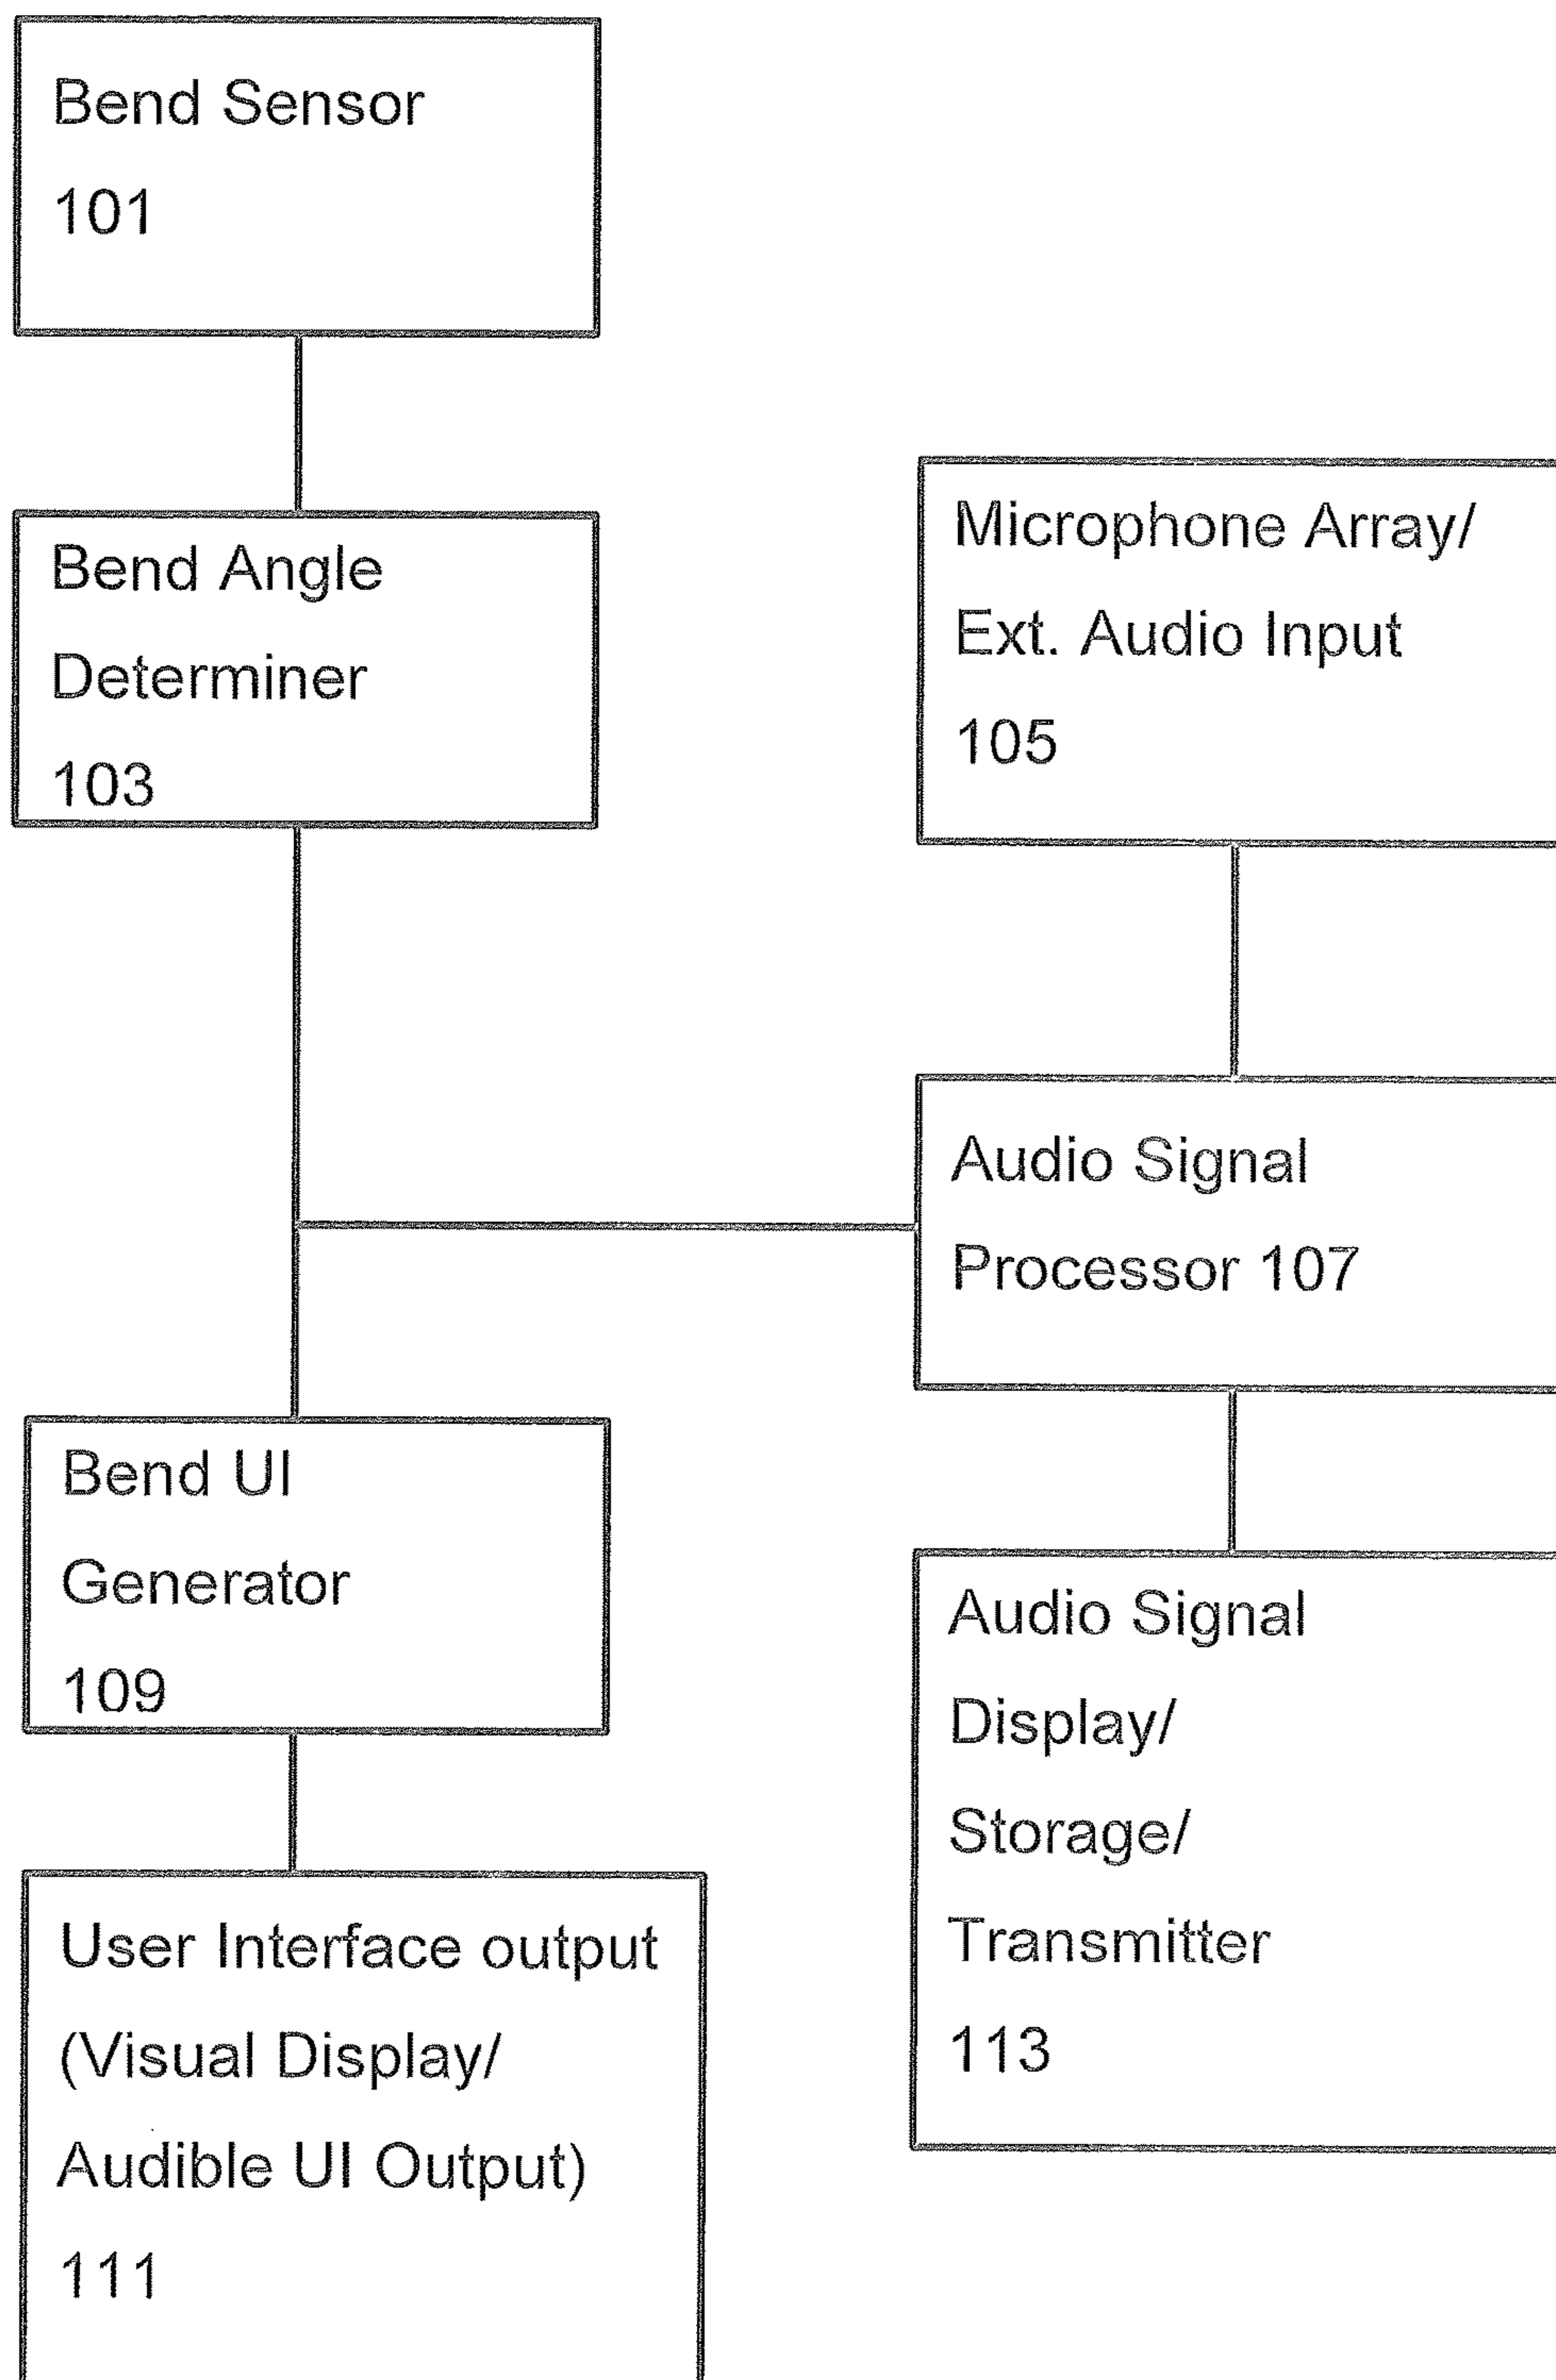 Bend Sensor
101
Bend Angle
Determiner
103
Microphone Array/
Ext. Audio Input
105
Audio Signal
Processor 107
Bend UI
Generator
109
Audio Signal
Display/
Storage/
Transmitter
113
User Interface output
(Visual Display/
Audible UI Output)
111